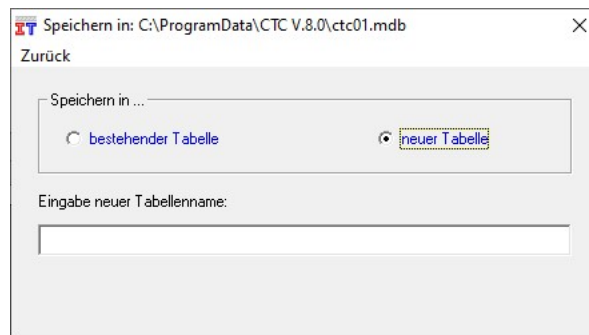 Speichern in: C:\ProgramData\CTC V.8.0\ctc01.mdb
Zurück
Speichern in ...
bestehender Tabelle
neuer Tabelle
Eingabe neuer Tabellenname: